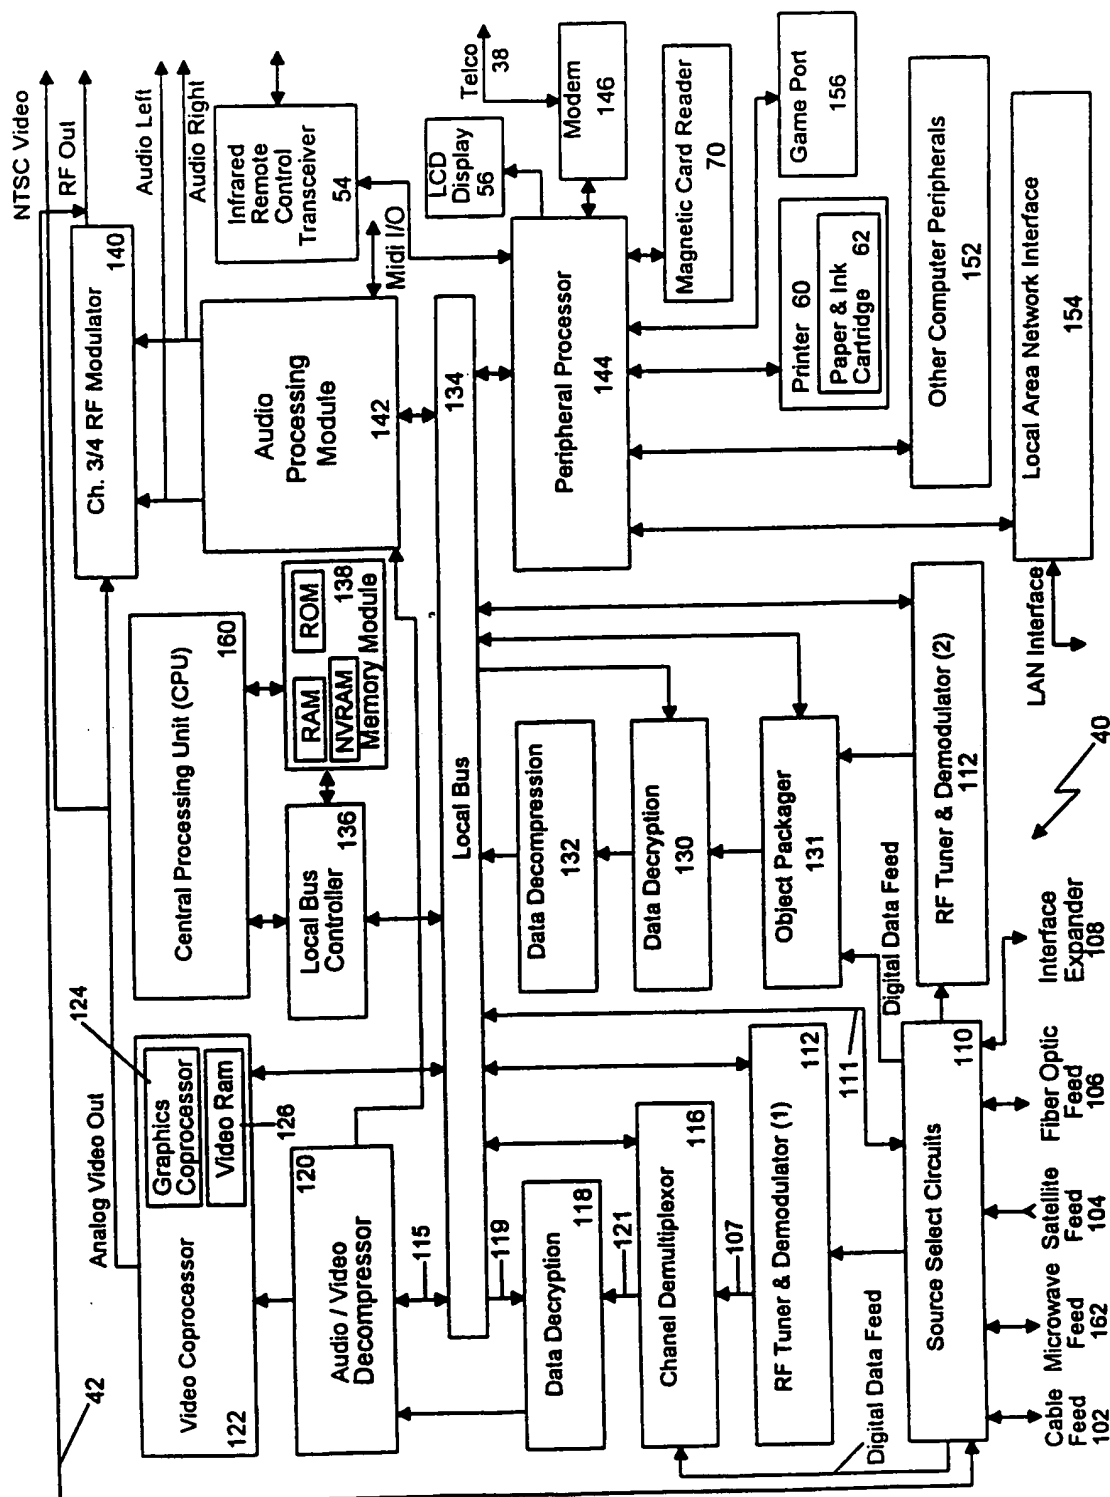 NTSC Video
RF Out
Audio Left
Audio Right
42
Analog Video Out
Video Coprocessor
122
Graphics
Coprocessor
Video Ram
124
126
Central Processing Unit (CPU)
160
Ch. 3/4 RF Modulator
140
Audio / Video
Decompressor
120
Local Bus
Controller
136
RAM
NVRAM
ROM
138
Memory Module
Audio
Processing
Module
142
Midi I/O
Infrared
Remote
Control
Transceiver
54
115
119
Local Bus
134
LCD
Display
56
Telco
38
Modem
146
Data Decryption
118
121
Chanel Demultiplexor
116
107
RF Tuner & Demodulator (1)
112
111
Data Decompression
132
Data Decryption
130
Object Packager
131
Digital Data Feed
RF Tuner & Demodulator (2)
112
Peripheral Processor
144
Magnetic Card Reader
70
Game Port
156
Printer 60
Paper & Ink
Cartridge 62
Other Computer Peripherals
152
Local Area Network Interface
154
LAN Interface
Digital Data Feed
Source Select Circuits
110
Cable
Feed
102
Microwave
Feed
162
Satellite
Feed
104
Fiber Optic
Feed
106
Interface
Expander
108
40